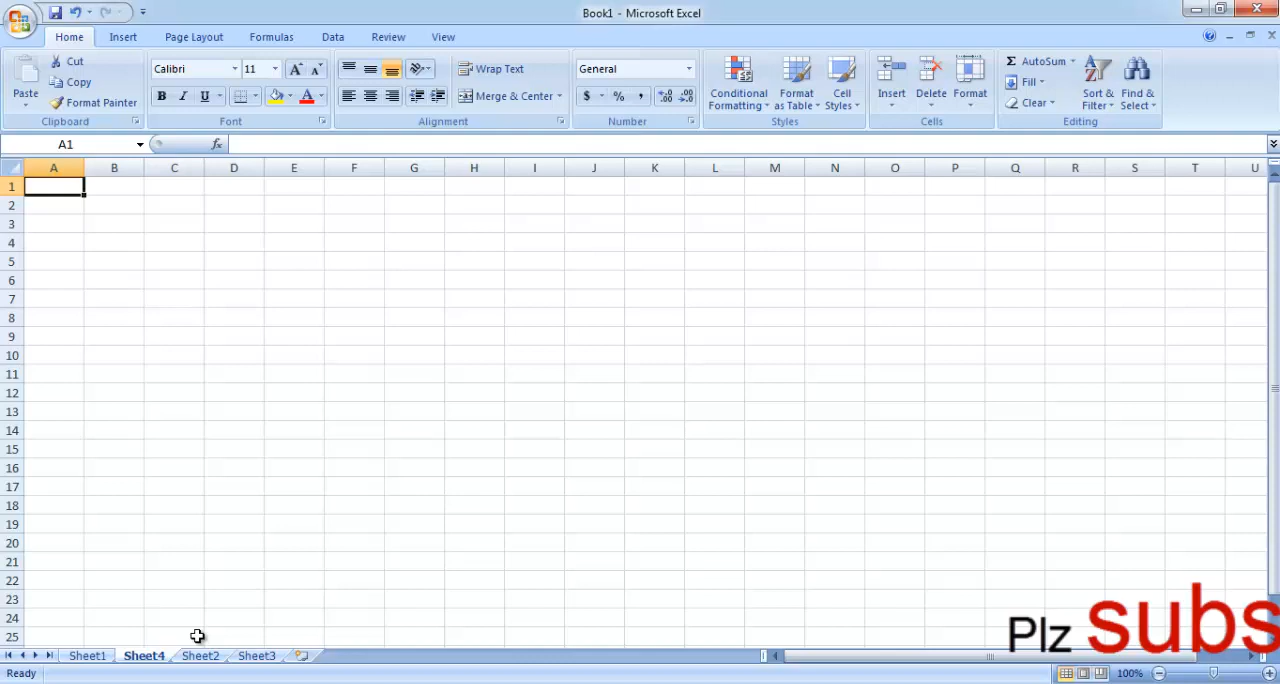 Book1 - Microsoft Excel
Home Insert Page Layout Formulas Data Review View
Paste
Cut
Copy
Format Painter
Clipboard
Calibri 11
B I U
Font
Wrap Text
Merge & Center
Alignment
General
$ % ,
Number
Conditional Formatting
Format as Table
Cell Styles
Styles
Insert
Delete
Format
Cells
Σ AutoSum
Fill
Clear
Sort & Filter
Find & Select
Editing
A1 fx
A B C D E F G H I J K L M N O P Q R S T U
1
2
3
4
5
6
7
8
9
10
11
12
13
14
15
16
17
18
19
20
21
22
23
24
25
Plz subs
Sheet1 Sheet4 Sheet2 Sheet3
Ready 100%